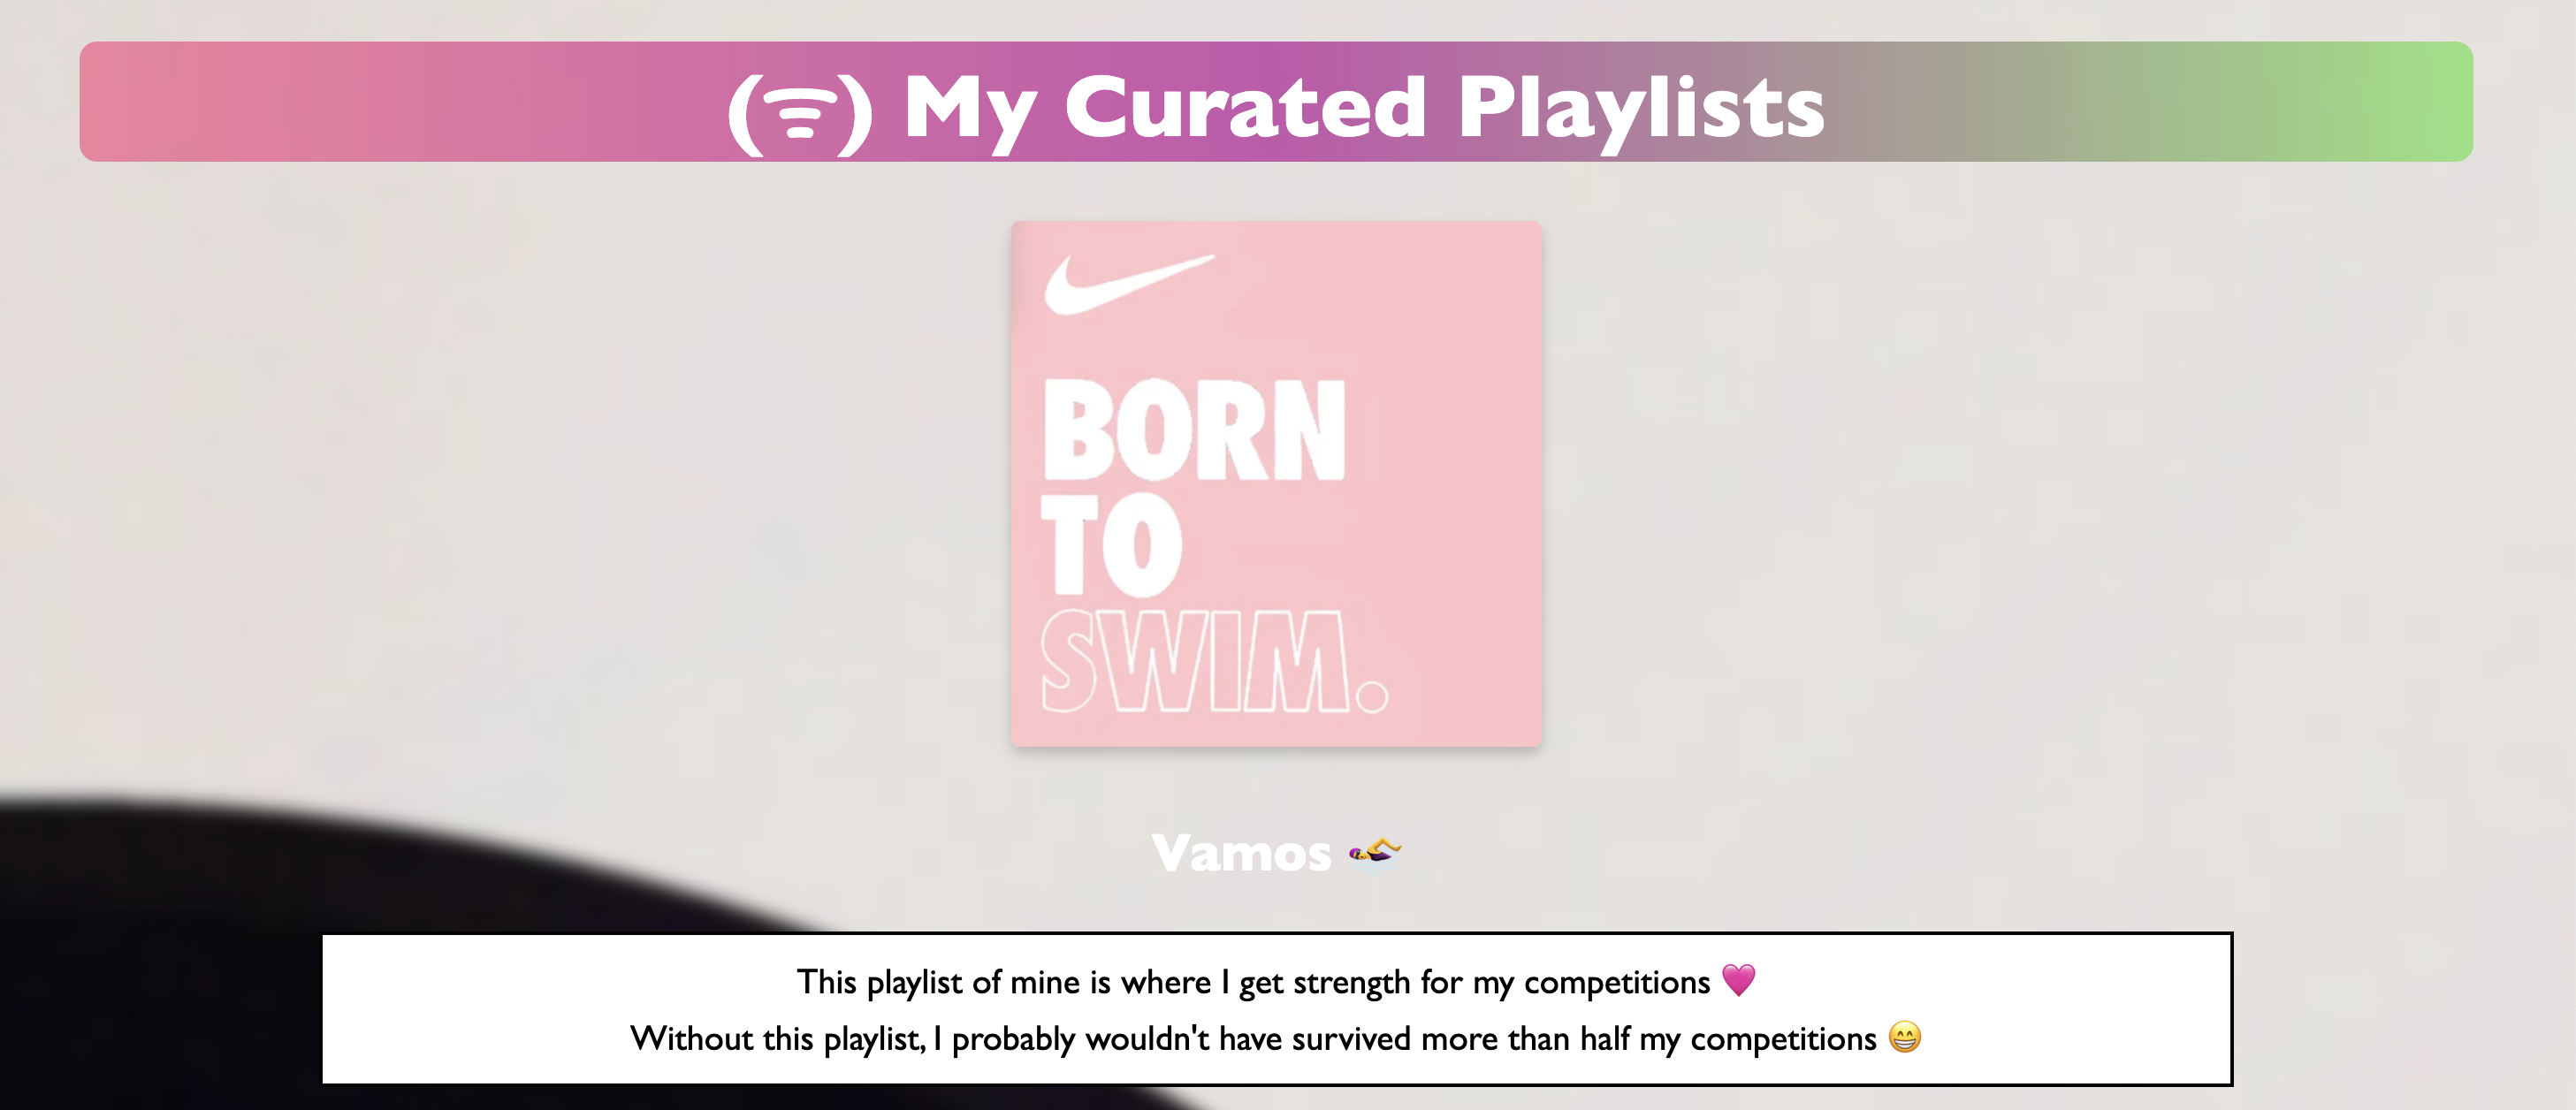 My Curated Playlists
BORN
TO
SWIM.
Vamos 🏊‍♀️
This playlist of mine is where I get strength for my competitions 💗
Without this playlist, I probably wouldn't have survived more than half my competitions 😁